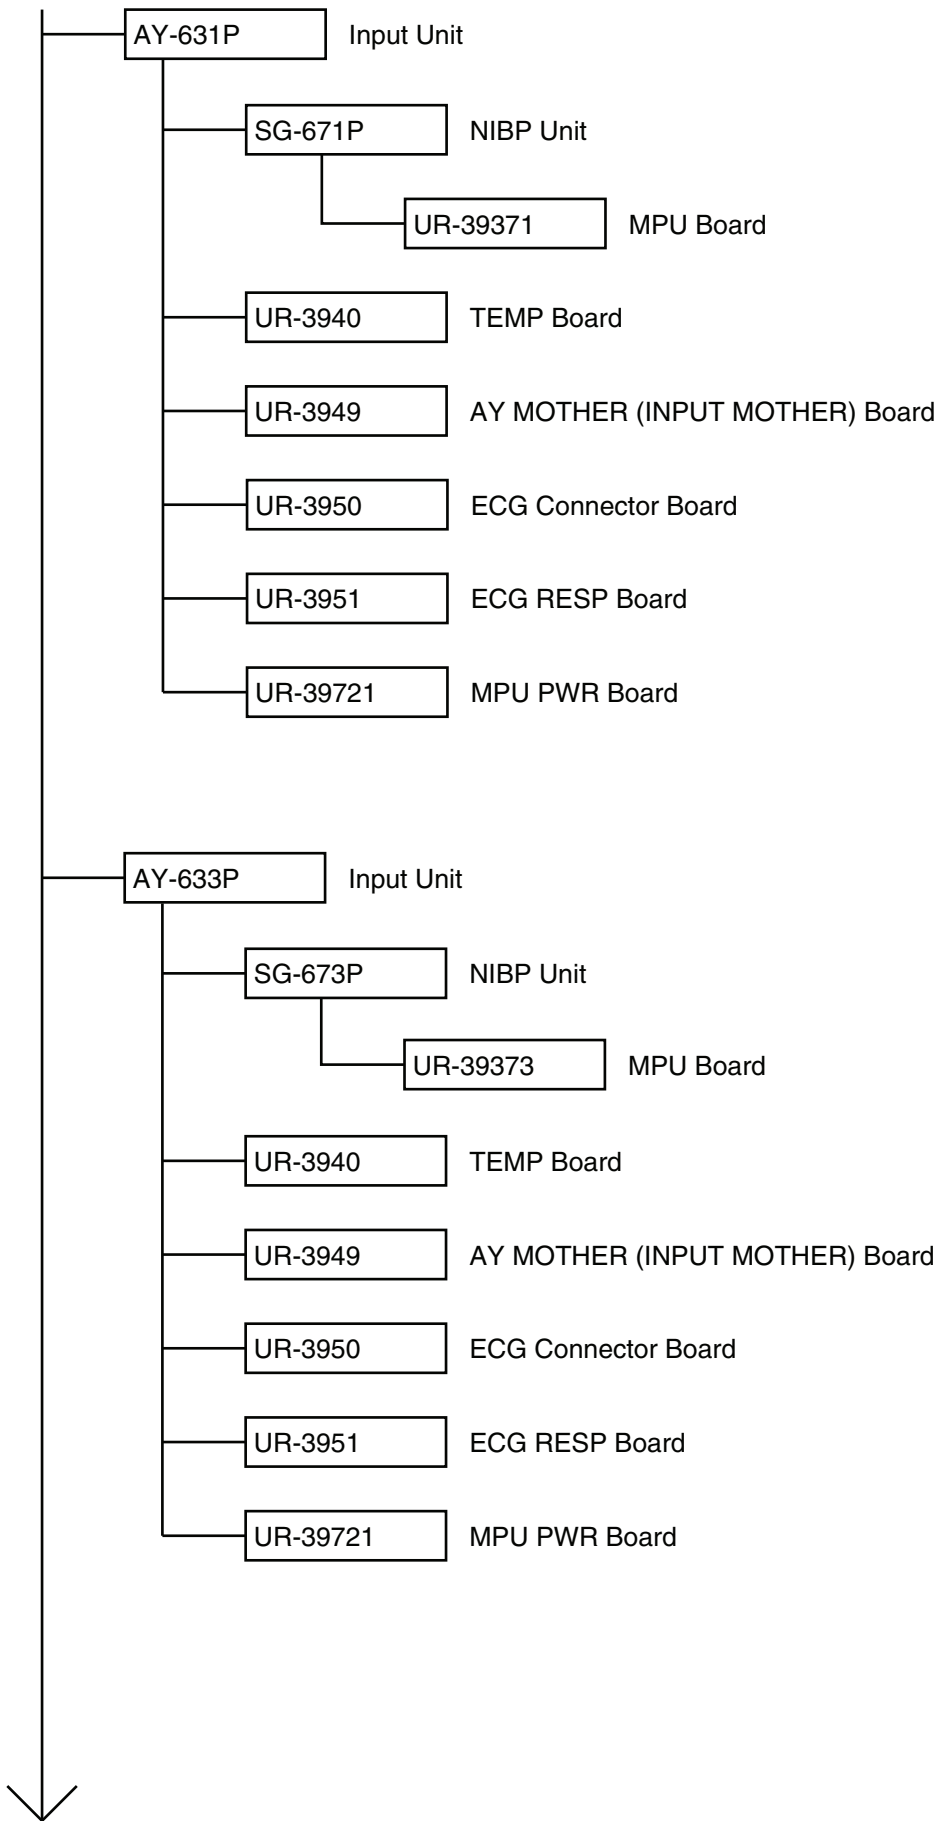 AY-631P Input Unit
SG-671P NIBP Unit
UR-39371 MPU Board
UR-3940 TEMP Board
UR-3949 AY MOTHER (INPUT MOTHER) Board
UR-3950 ECG Connector Board
UR-3951 ECG RESP Board
UR-39721 MPU PWR Board
AY-633P Input Unit
SG-673P NIBP Unit
UR-39373 MPU Board
UR-3940 TEMP Board
UR-3949 AY MOTHER (INPUT MOTHER) Board
UR-3950 ECG Connector Board
UR-3951 ECG RESP Board
UR-39721 MPU PWR Board